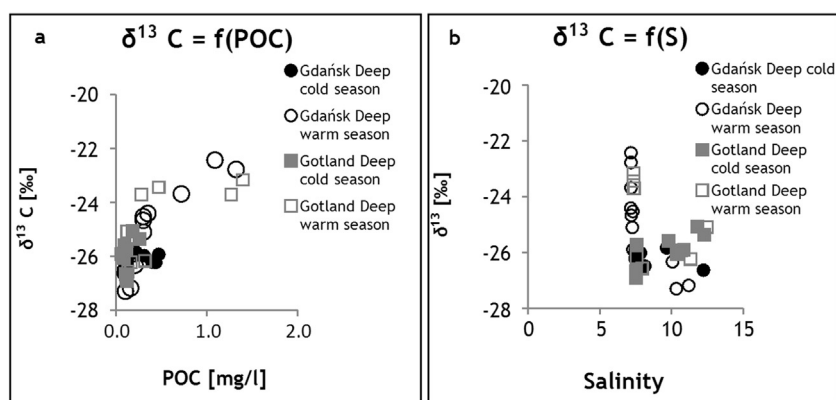 a
δ¹³ C = f(POC)
Gdańsk Deep
cold season
Gdańsk Deep
warm season
Gotland Deep
cold season
Gotland Deep
warm season
-20
-22
-24
-26
-28
δ¹³ C [‰]
0.0
1.0
2.0
POC [mg/l]
b
δ¹³ C = f(S)
Gdańsk Deep cold
season
Gdańsk Deep
warm season
Gotland Deep
cold season
Gotland Deep
warm season
-20
-22
-24
-26
-28
δ¹³ [‰]
0
5
10
15
Salinity